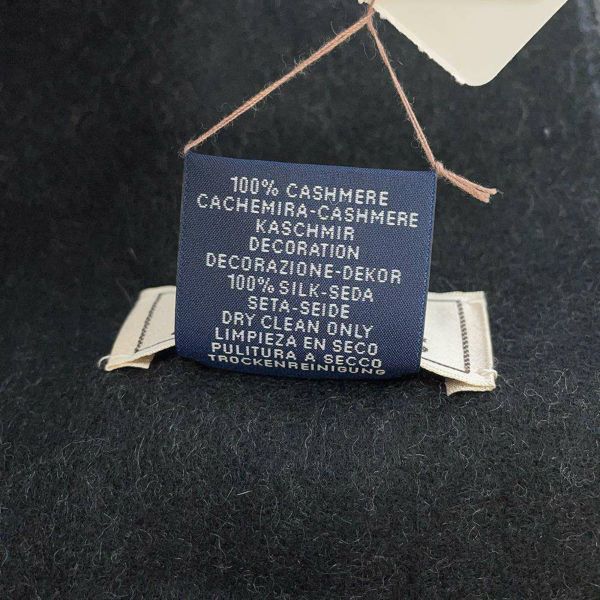 100% CASHMERE
CACHEMIRA-CASHMERE
KASCHMIR
DECORATION
DECORAZIONE-DEKOR
100% SILK-SEDA
SETA-SEIDE
DRY CLEAN ONLY
LIMPIEZA EN SECO
PULITURA A SECCO
TROCKENREINIGUNG